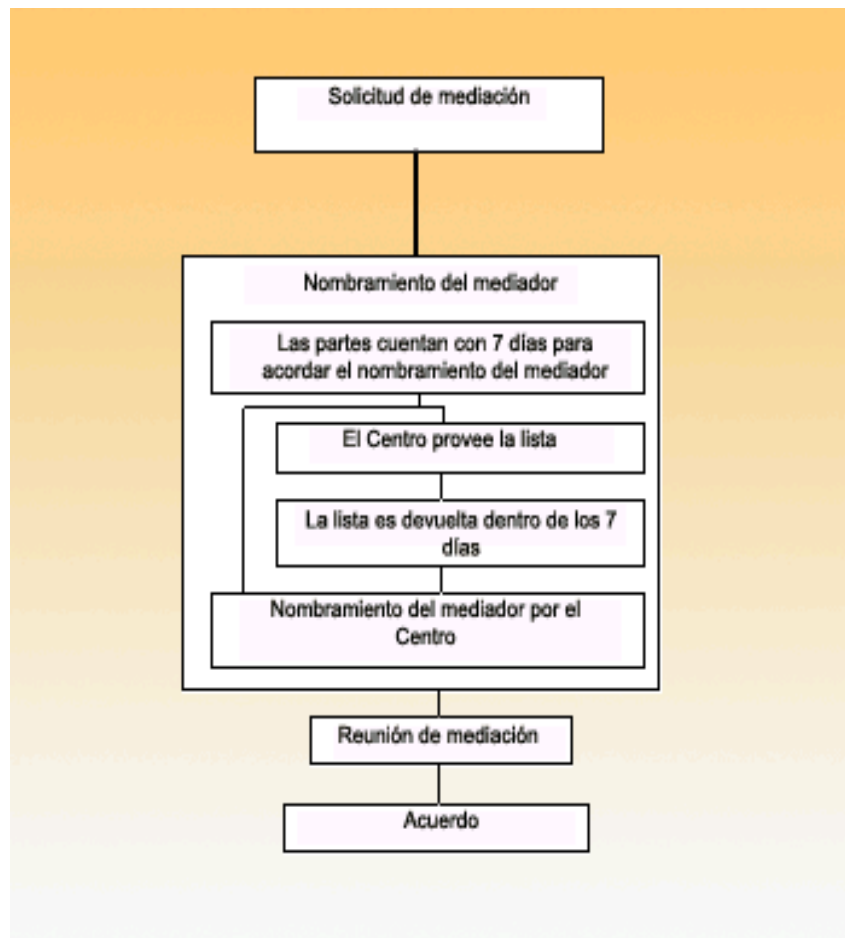 Solicitud de mediación
Nombramiento del mediador
Las partes cuentan con 7 días para
acordar el nombramiento del mediador
El Centro provee la lista
La lista es devuelta dentro de los 7
días
Nombramiento del mediador por el
Centro
Reunión de mediación
Acuerdo